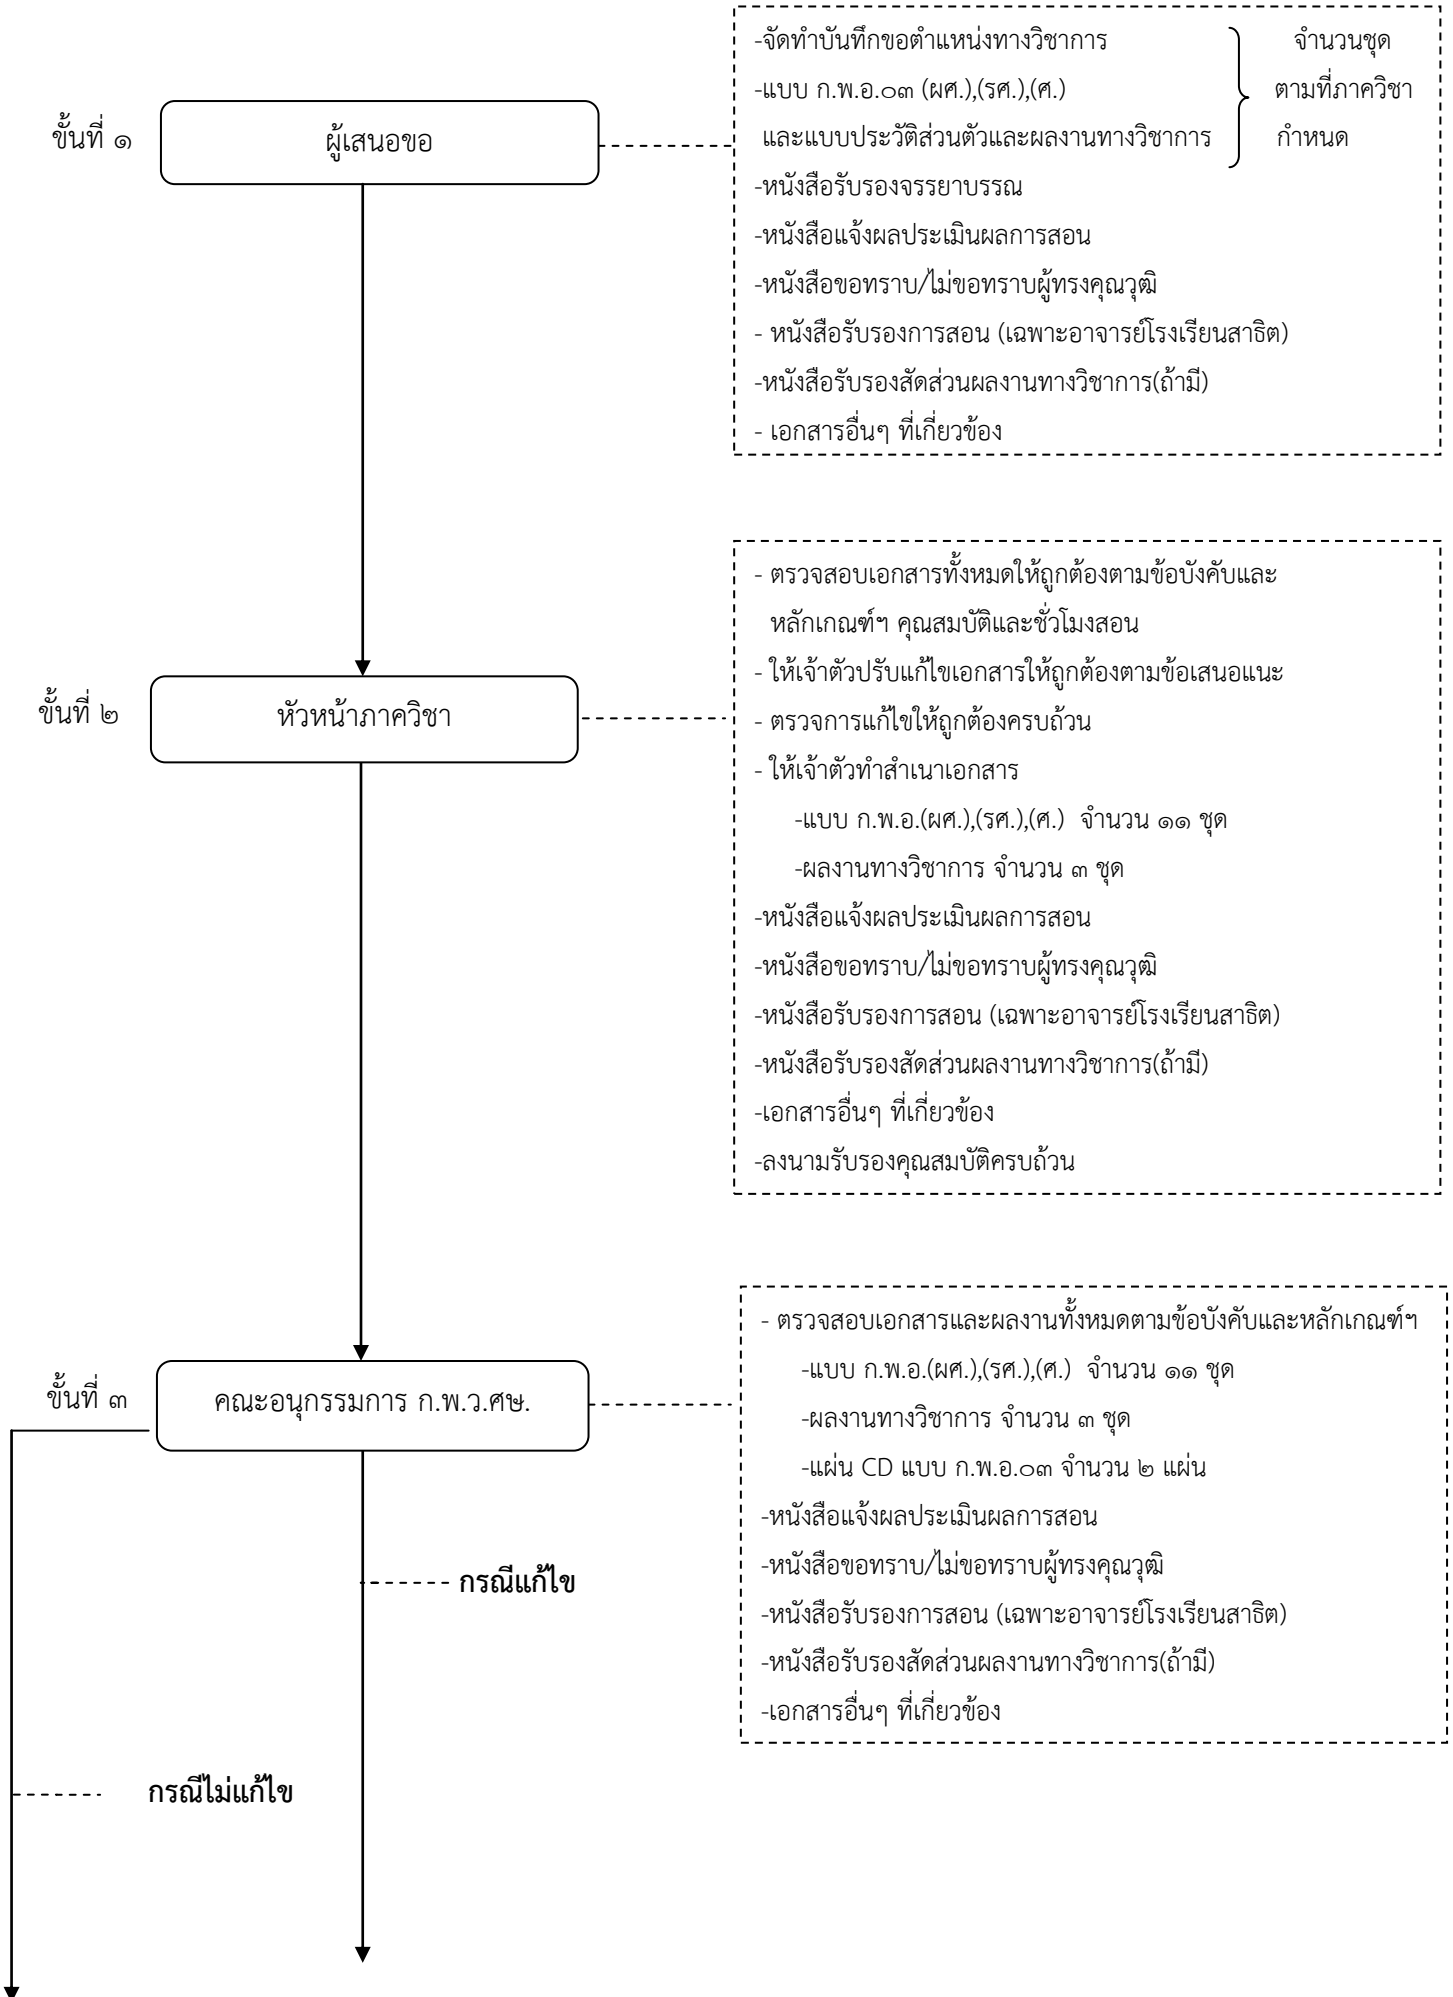 -จัดทำบันทึกขอตำแหน่งทางวิชาการ จำนวนชุด
-แบบ ก.พ.อ.๐๓ (ผศ.),(รศ.),(ศ.) ตามที่ภาควิชา
และแบบประวัติส่วนตัวและผลงานทางวิชาการ กำหนด
ขั้นที่ ๑
ผู้เสนอขอ
-หนังสือรับรองจรรยาบรรณ
-หนังสือแจ้งผลประเมินผลการสอน
-หนังสือขอทราบ/ไม่ขอทราบผู้ทรงคุณวุฒิ
- หนังสือรับรองการสอน (เฉพาะอาจารย์โรงเรียนสาธิต)
-หนังสือรับรองสัดส่วนผลงานทางวิชาการ(ถ้ามี)
- เอกสารอื่นๆ ที่เกี่ยวข้อง
ขั้นที่ ๒
หัวหน้าภาควิชา
- ตรวจสอบเอกสารทั้งหมดให้ถูกต้องตามข้อบังคับและ
หลักเกณฑ์ฯ คุณสมบัติและชั่วโมงสอน
- ให้เจ้าตัวปรับแก้ไขเอกสารให้ถูกต้องตามข้อเสนอแนะ
- ตรวจการแก้ไขให้ถูกต้องครบถ้วน
- ให้เจ้าตัวทำสำเนาเอกสาร
-แบบ ก.พ.อ.(ผศ.),(รศ.),(ศ.) จำนวน ๑๑ ชุด
-ผลงานทางวิชาการ จำนวน ๓ ชุด
-หนังสือแจ้งผลประเมินผลการสอน
-หนังสือขอทราบ/ไม่ขอทราบผู้ทรงคุณวุฒิ
-หนังสือรับรองการสอน (เฉพาะอาจารย์โรงเรียนสาธิต)
-หนังสือรับรองสัดส่วนผลงานทางวิชาการ(ถ้ามี)
-เอกสารอื่นๆ ที่เกี่ยวข้อง
-ลงนามรับรองคุณสมบัติครบถ้วน
ขั้นที่ ๓
คณะอนุกรรมการ ก.พ.ว.ศษ.
- ตรวจสอบเอกสารและผลงานทั้งหมดตามข้อบังคับและหลักเกณฑ์ฯ
-แบบ ก.พ.อ.(ผศ.),(รศ.),(ศ.) จำนวน ๑๑ ชุด
-ผลงานทางวิชาการ จำนวน ๓ ชุด
-แผ่น CD แบบ ก.พ.อ.๐๓ จำนวน ๒ แผ่น
-หนังสือแจ้งผลประเมินผลการสอน
-หนังสือขอทราบ/ไม่ขอทราบผู้ทรงคุณวุฒิ
-หนังสือรับรองการสอน (เฉพาะอาจารย์โรงเรียนสาธิต)
-หนังสือรับรองสัดส่วนผลงานทางวิชาการ(ถ้ามี)
-เอกสารอื่นๆ ที่เกี่ยวข้อง
กรณีแก้ไข
กรณีไม่แก้ไข